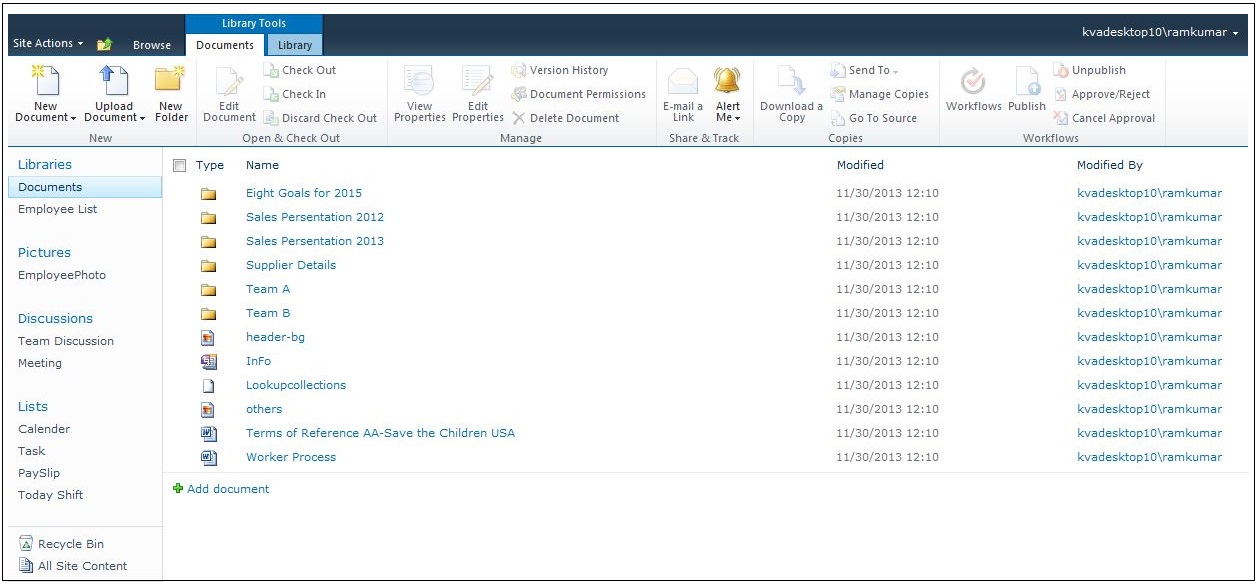 Library Tools
Site Actions Browse Documents Library kvadesktop10\ramkumar
New Document
Upload Document
New Folder
New
Edit Document
Check Out
Check In
Discard Check Out
Open & Check Out
View Properties
Edit Properties
Version History
Document Permissions
Delete Document
Manage
E-mail a Link
Alert Me
Share & Track
Download a Copy
Send To
Manage Copies
Go To Source
Copies
Workflows
Publish
Unpublish
Approve/Reject
Cancel Approval
Workflows
Libraries
Documents
Employee List
Pictures
EmployeePhoto
Discussions
Team Discussion
Meeting
Lists
Calender
Task
PaySlip
Today Shift
Recycle Bin
All Site Content
Type Name Modified Modified By
Eight Goals for 2015 11/30/2013 12:10 kvadesktop10\ramkumar
Sales Persentation 2012 11/30/2013 12:10 kvadesktop10\ramkumar
Sales Persentation 2013 11/30/2013 12:10 kvadesktop10\ramkumar
Supplier Details 11/30/2013 12:10 kvadesktop10\ramkumar
Team A 11/30/2013 12:10 kvadesktop10\ramkumar
Team B 11/30/2013 12:10 kvadesktop10\ramkumar
header-bg 11/30/2013 12:10 kvadesktop10\ramkumar
InFo 11/30/2013 12:10 kvadesktop10\ramkumar
Lookupcollections 11/30/2013 12:10 kvadesktop10\ramkumar
others 11/30/2013 12:10 kvadesktop10\ramkumar
Terms of Reference AA-Save the Children USA 11/30/2013 12:10 kvadesktop10\ramkumar
Worker Process 11/30/2013 12:10 kvadesktop10\ramkumar
Add document